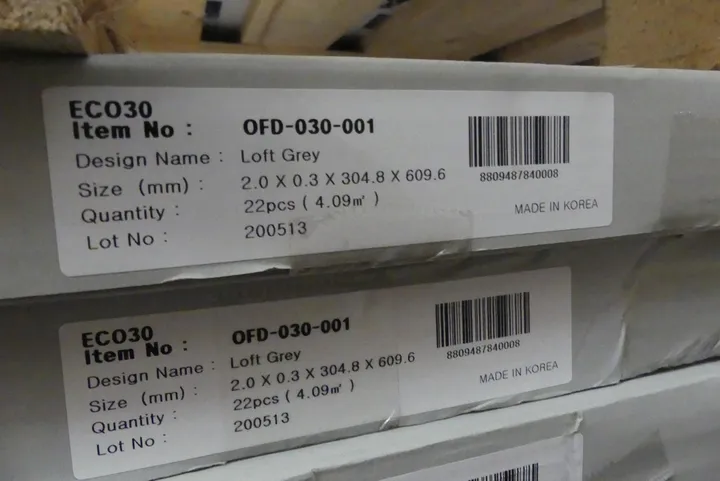 ECO30
Item No : OFD-030-001
Design Name : Loft Grey
Size (mm) : 2.0 X 0.3 X 304.8 X 609.6
Quantity : 22pcs ( 4.09㎡ )
Lot No : 200513
8809487840008
MADE IN KOREA
ECO30
Item No : OFD-030-001
Design Name : Loft Grey
Size (mm) : 2.0 X 0.3 X 304.8 X 609.6
Quantity : 22pcs ( 4.09㎡ )
Lot No : 200513
8809487840008
MADE IN KOREA